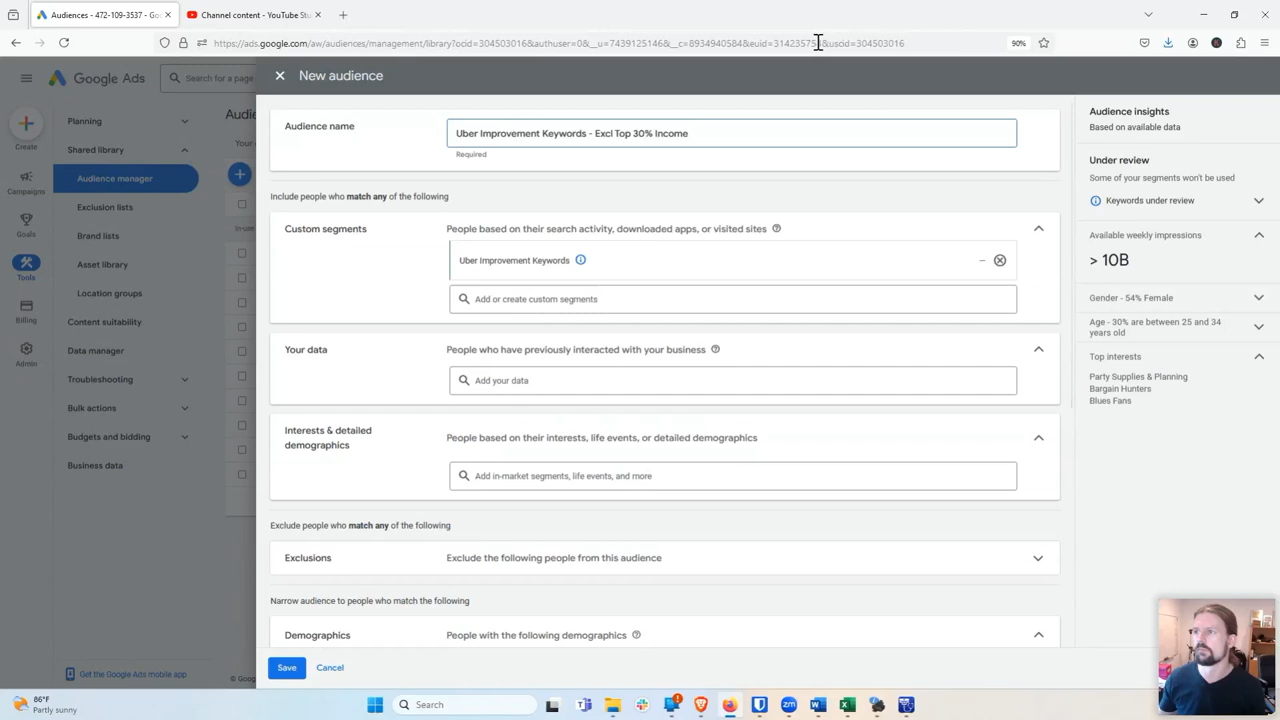 Audiences - 472-109-3537 - Go
Channel content - YouTube Stu
https://ads.google.com/aw/audiences/management/library?ocid=304503016&authuser=0&__u=7439125146&__c=8934940584&euid=314235754&uscid=304503016
90%
Google Ads
Search for a page
Create
Campaigns
Goals
Tools
Billing
Admin
Planning
Shared library
Audience manager
Exclusion lists
Brand lists
Asset library
Location groups
Content suitability
Data manager
Troubleshooting
Bulk actions
Budgets and bidding
Business data
Get the Google Ads mobile app
Audi
Your d
In-use
© Goog
New audience
Audience name
Uber Improvement Keywords - Excl Top 30% Income
Required
Include people who match any of the following
Custom segments
People based on their search activity, downloaded apps, or visited sites
Uber Improvement Keywords
–
Add or create custom segments
Your data
People who have previously interacted with your business
Add your data
Interests & detailed
demographics
People based on their interests, life events, or detailed demographics
Add in-market segments, life events, and more
Exclude people who match any of the following
Exclusions
Exclude the following people from this audience
Narrow audience to people who match the following
Demographics
People with the following demographics
Save
Cancel
Audience insights
Based on available data
Under review
Some of your segments won't be used
Keywords under review
Available weekly impressions
> 10B
Gender - 54% Female
Age - 30% are between 25 and 34
years old
Top interests
Party Supplies & Planning
Bargain Hunters
Blues Fans
86°F
Partly sunny
Search